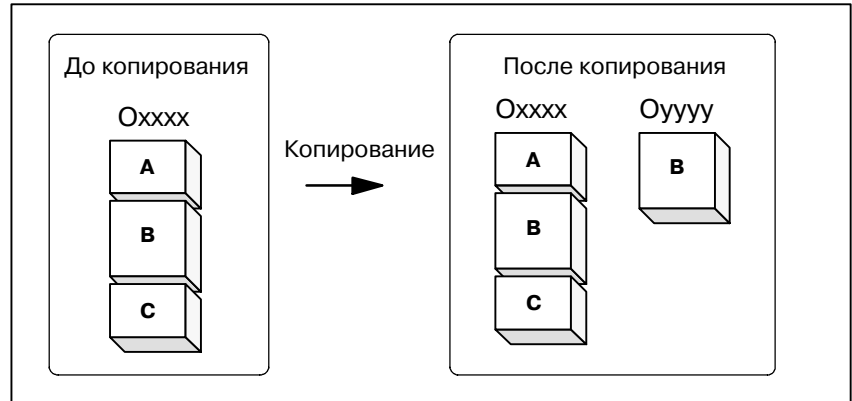 До копирования
Oxxxx
A
B
C
Копирование
После копирования
Oxxxx
Oyyyy
A
B
B
C